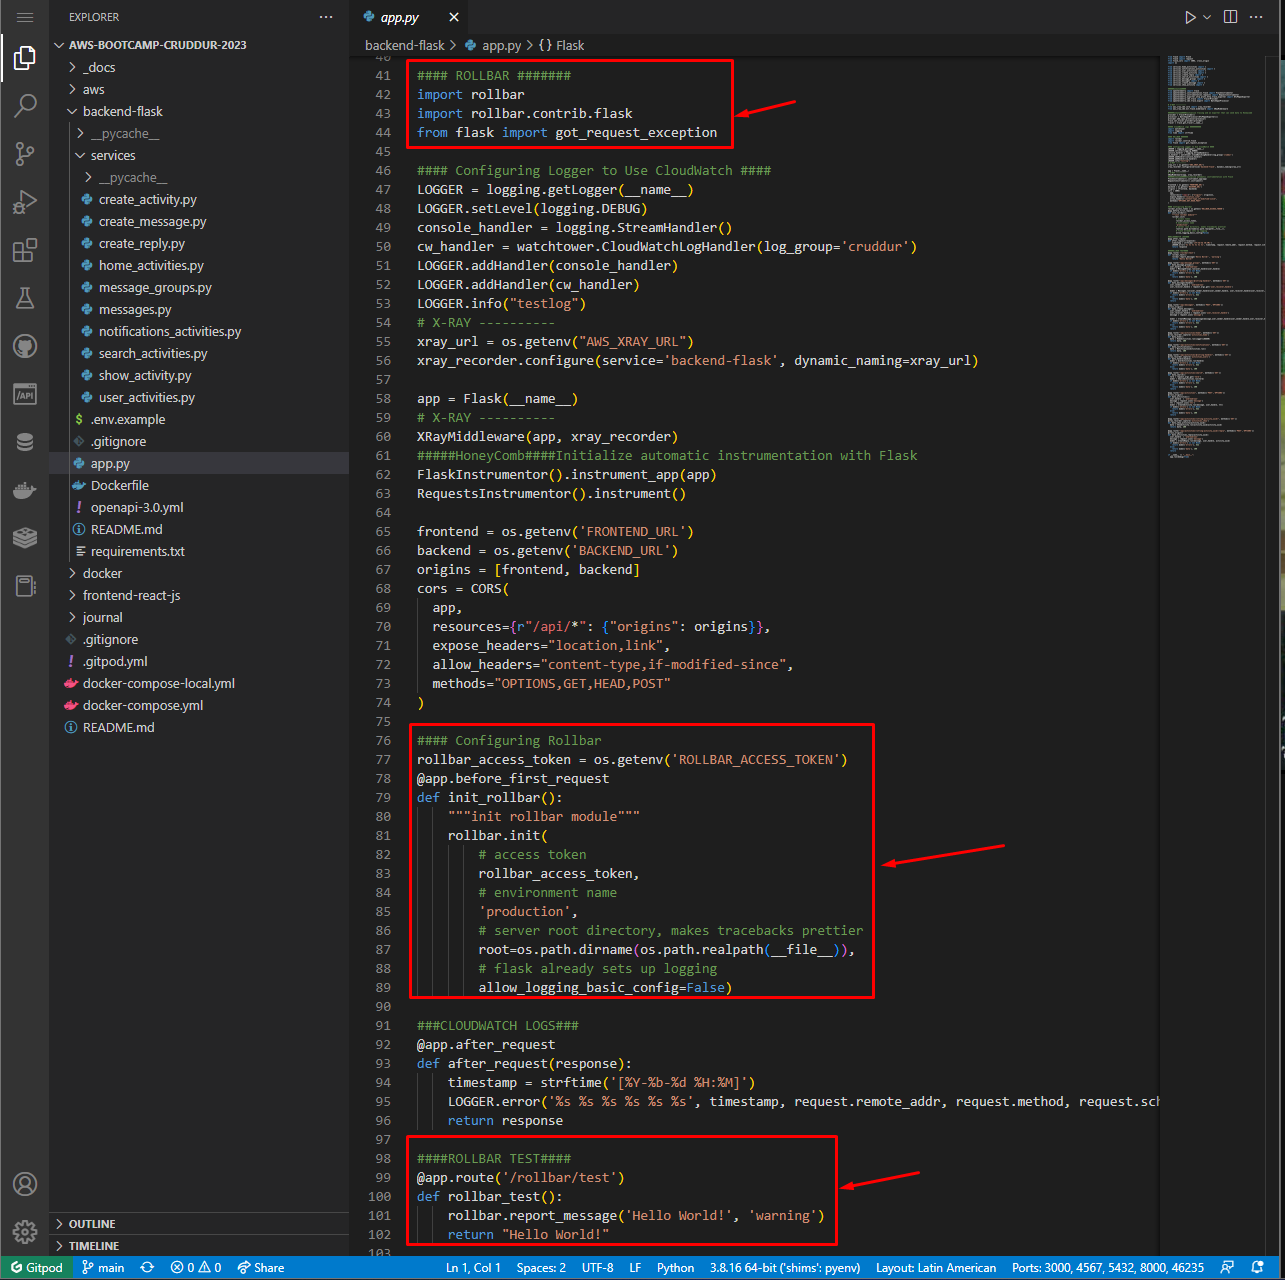 EXPLORER
AWS-BOOTCAMP-CRUDDUR-2023
_docs
aws
backend-flask
__pycache__
services
__pycache__
create_activity.py
create_message.py
create_reply.py
home_activities.py
message_groups.py
messages.py
notifications_activities.py
search_activities.py
show_activity.py
user_activities.py
.env.example
.gitignore
app.py
Dockerfile
openapi-3.0.yml
README.md
requirements.txt
docker
frontend-react-js
journal
.gitignore
.gitpod.yml
docker-compose-local.yml
docker-compose.yml
README.md
OUTLINE
TIMELINE
app.py
backend-flask > app.py > {} Flask
40
41 #### ROLLBAR #######
42 import rollbar
43 import rollbar.contrib.flask
44 from flask import got_request_exception
45
46 #### Configuring Logger to Use CloudWatch ####
47 LOGGER = logging.getLogger(__name__)
48 LOGGER.setLevel(logging.DEBUG)
49 console_handler = logging.StreamHandler()
50 cw_handler = watchtower.CloudWatchLogHandler(log_group='cruddur')
51 LOGGER.addHandler(console_handler)
52 LOGGER.addHandler(cw_handler)
53 LOGGER.info("testlog")
54 # X-RAY ----------
55 xray_url = os.getenv("AWS_XRAY_URL")
56 xray_recorder.configure(service='backend-flask', dynamic_naming=xray_url)
57
58 app = Flask(__name__)
59 # X-RAY ----------
60 XRayMiddleware(app, xray_recorder)
61 #####HoneyComb####Initialize automatic instrumentation with Flask
62 FlaskInstrumentor().instrument_app(app)
63 RequestsInstrumentor().instrument()
64
65 frontend = os.getenv('FRONTEND_URL')
66 backend = os.getenv('BACKEND_URL')
67 origins = [frontend, backend]
68 cors = CORS(
69 app,
70 resources={r"/api/*": {"origins": origins}},
71 expose_headers="location,link",
72 allow_headers="content-type,if-modified-since",
73 methods="OPTIONS,GET,HEAD,POST"
74 )
75
76 #### Configuring Rollbar
77 rollbar_access_token = os.getenv('ROLLBAR_ACCESS_TOKEN')
78 @app.before_first_request
79 def init_rollbar():
80 """init rollbar module"""
81 rollbar.init(
82 # access token
83 rollbar_access_token,
84 # environment name
85 'production',
86 # server root directory, makes tracebacks prettier
87 root=os.path.dirname(os.path.realpath(__file__)),
88 # flask already sets up logging
89 allow_logging_basic_config=False)
90
91 ###CLOUDWATCH LOGS###
92 @app.after_request
93 def after_request(response):
94 timestamp = strftime('[%Y-%b-%d %H:%M]')
95 LOGGER.error('%s %s %s %s %s %s', timestamp, request.remote_addr, request.method, request.sch
96 return response
97
98 ####ROLLBAR TEST####
99 @app.route('/rollbar/test')
100 def rollbar_test():
101 rollbar.report_message('Hello World!', 'warning')
102 return "Hello World!"
103
Gitpod main 0 0 Share Ln 1, Col 1 Spaces: 2 UTF-8 LF Python 3.8.16 64-bit ('shims': pyenv) Layout: Latin American Ports: 3000, 4567, 5432, 8000, 46235